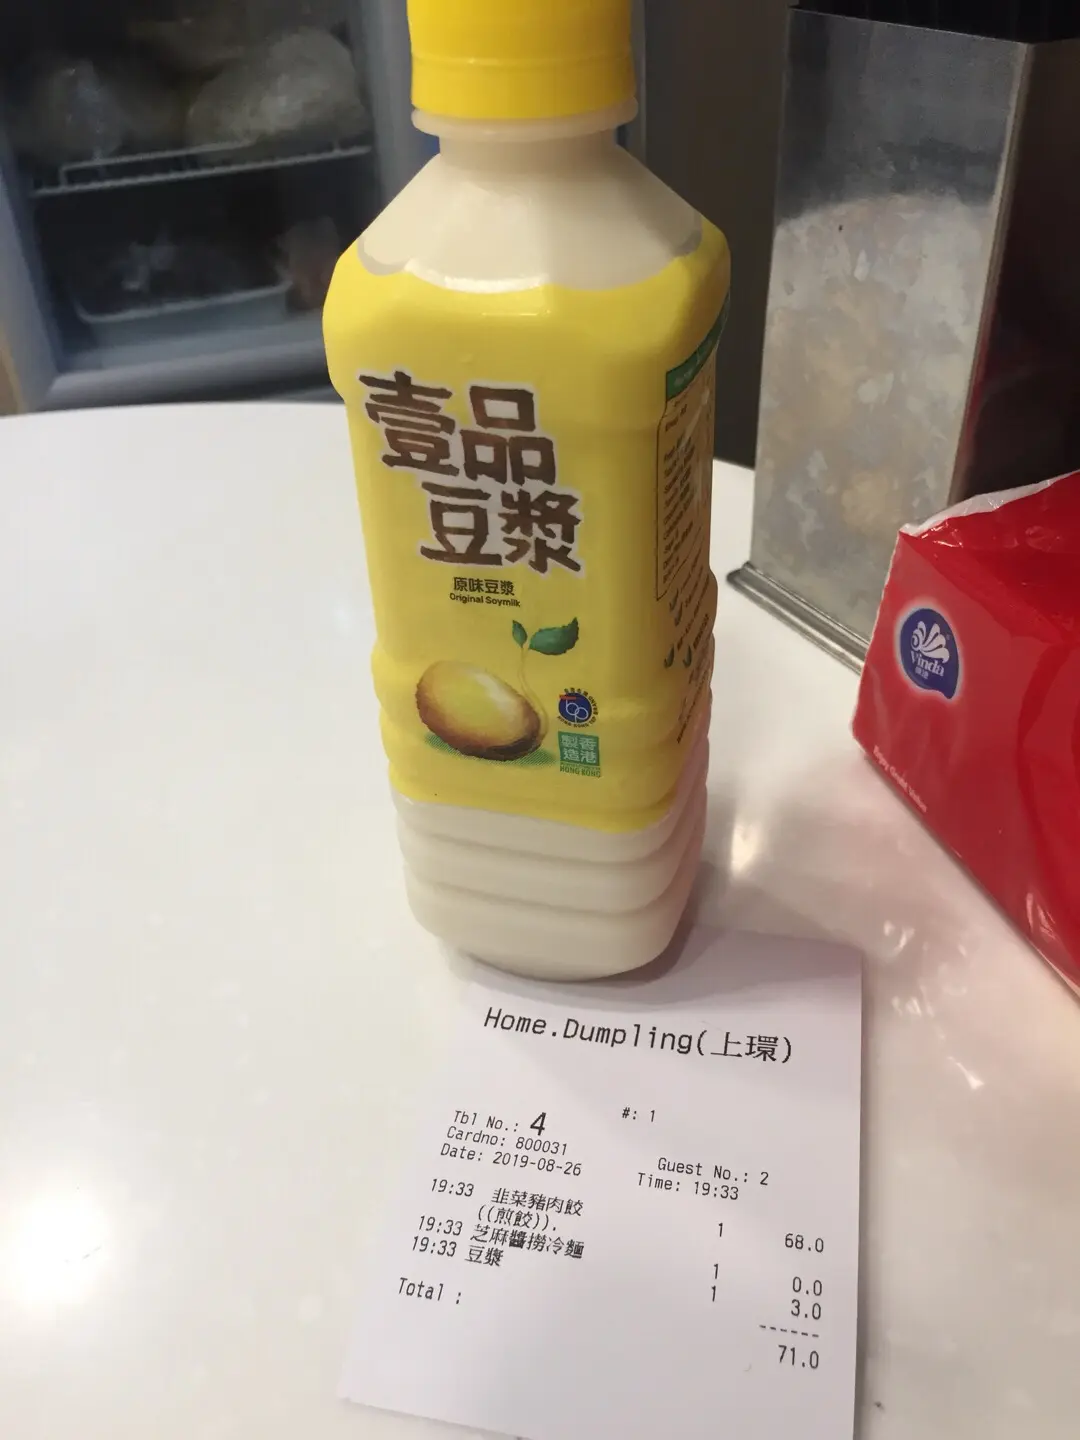 壹品
豆漿
原味豆漿
Original Soymilk
香港
製造
HONG KONG
Vinda
Home.Dumpling(上環)
#: 1
Tbl No.: 4
Cardno: 800031
Guest No.: 2
Date: 2019-08-26
Time: 19:33
19:33 韭菜豬肉餃 1 68.0
((煎餃)).
19:33 芝麻醬撈冷麵 1 0.0
19:33 豆漿 1 3.0
------
Total : 71.0